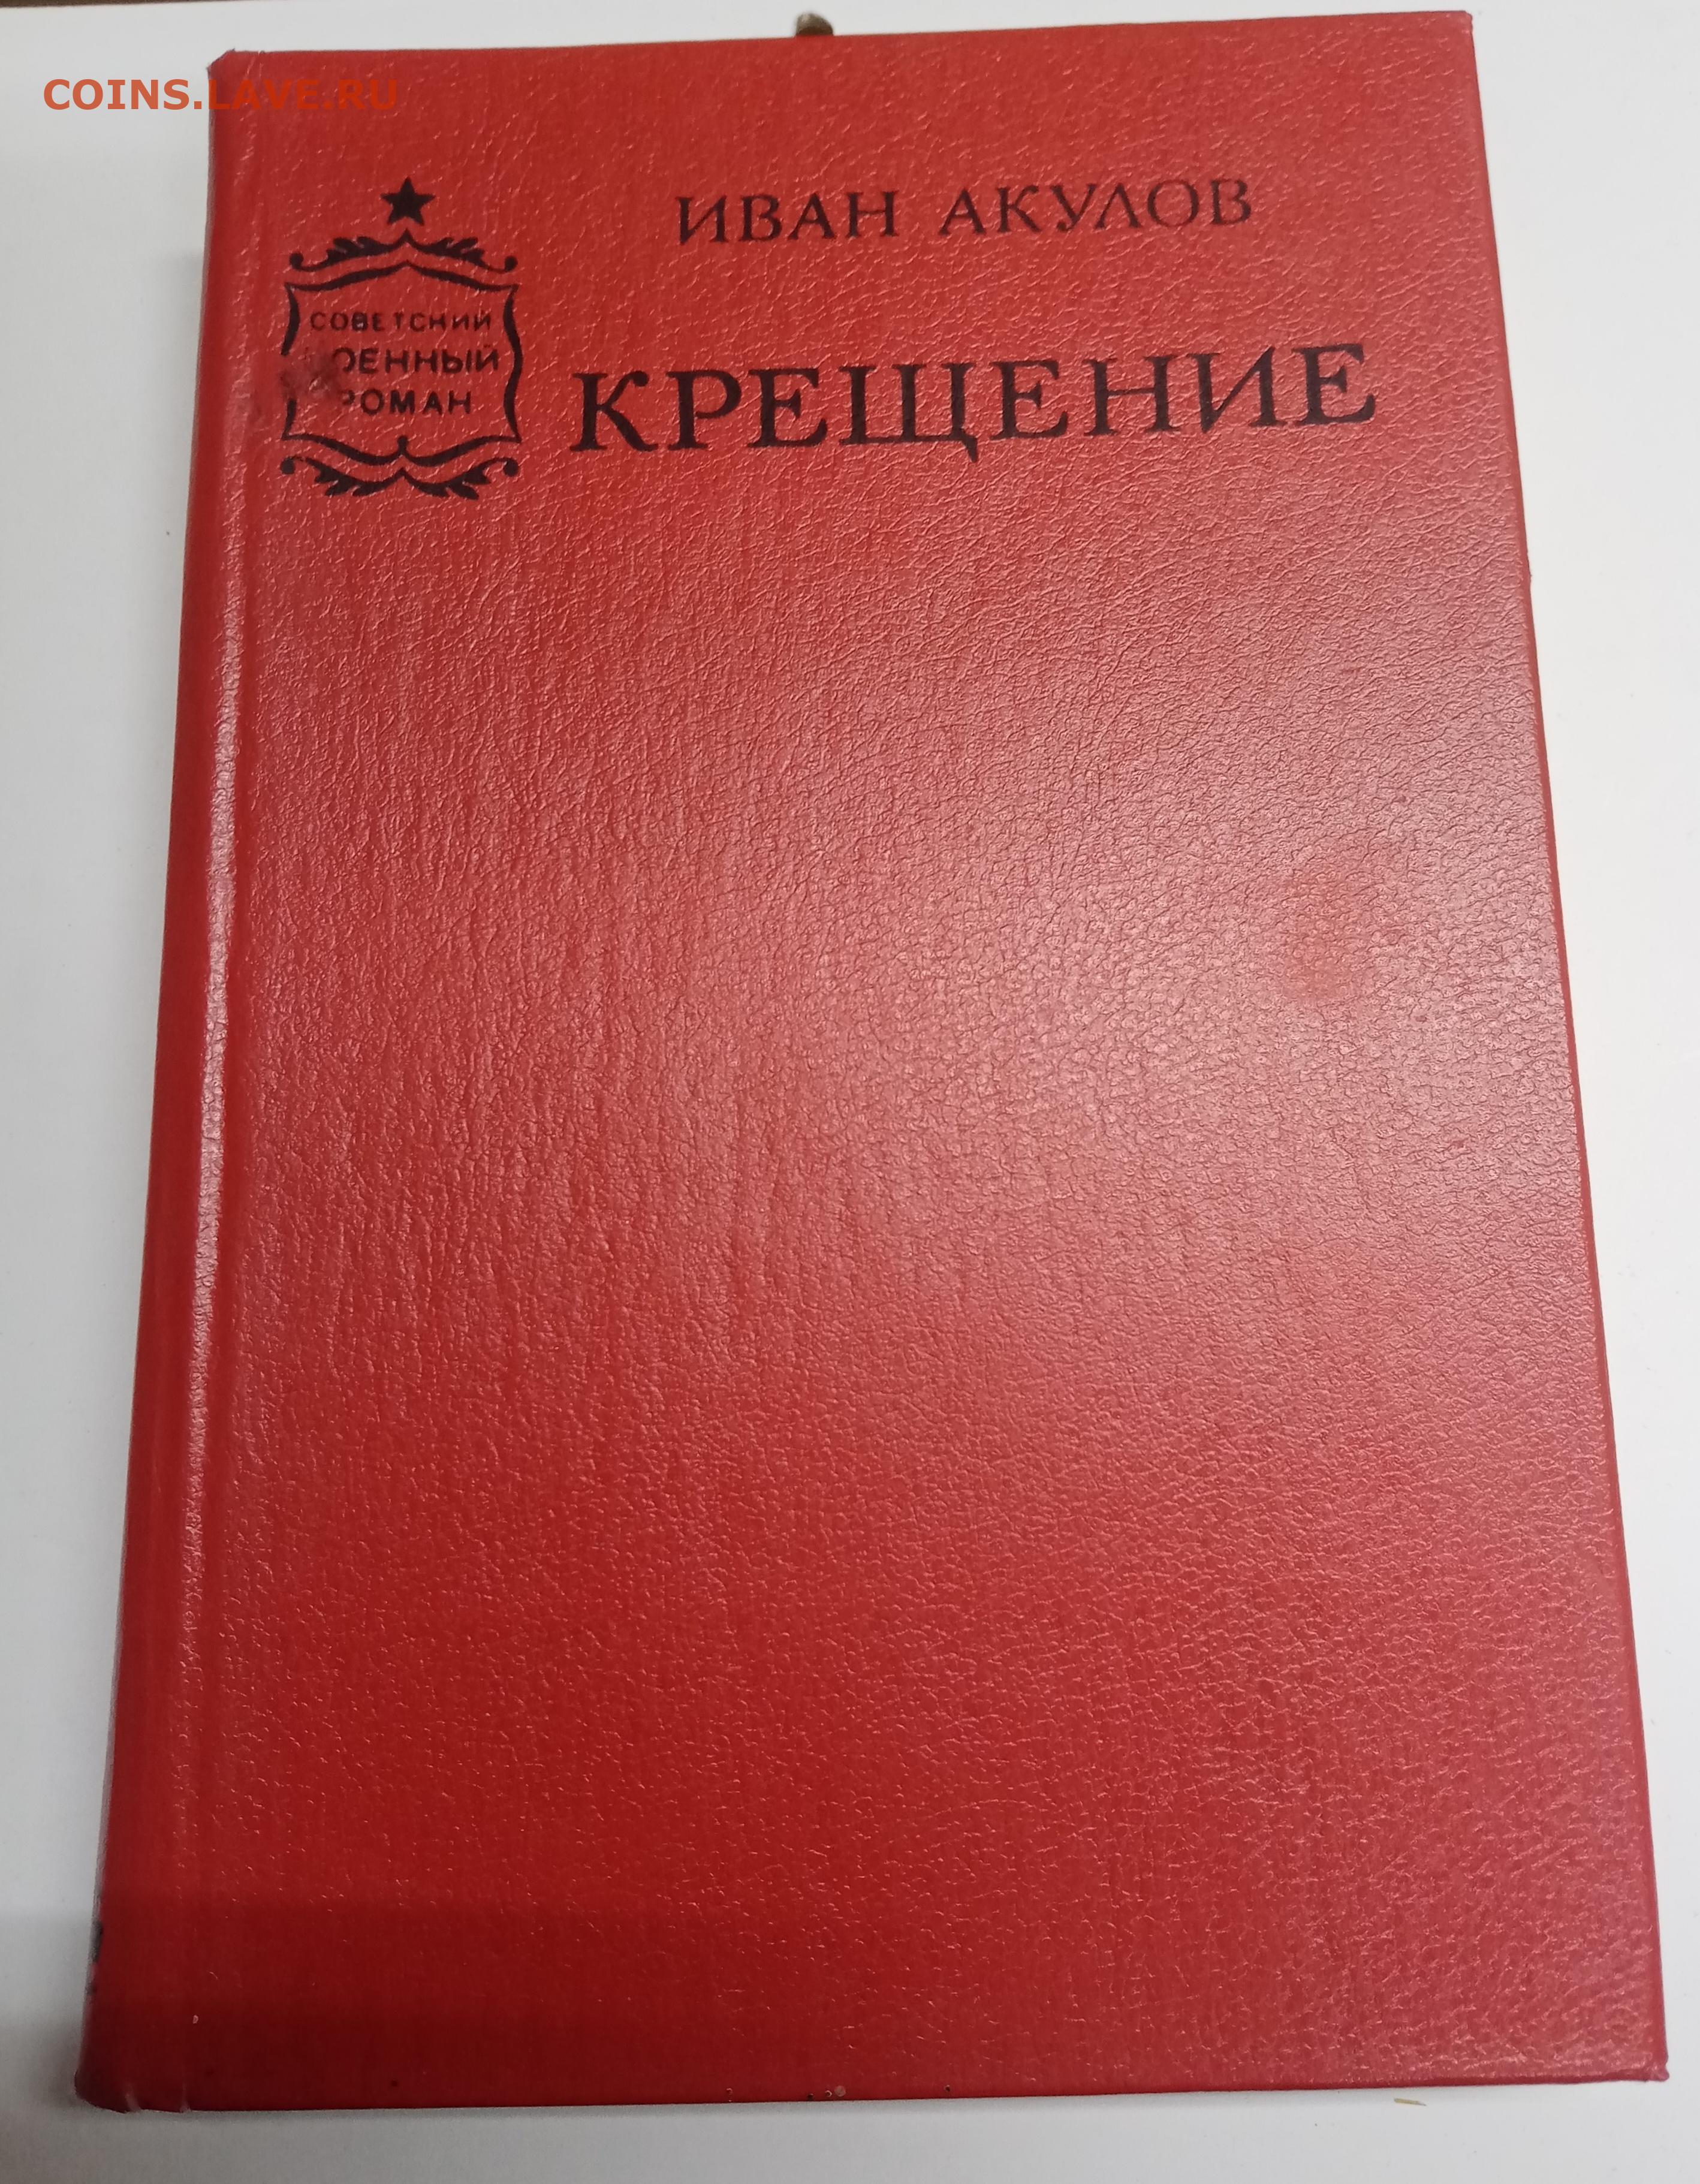 COINS.LAVE.RU
ИВАН АКУЛОВ
СОВЕТСКИЙ
ВОЕННЫЙ
РОМАН
КРЕЩЕНИЕ